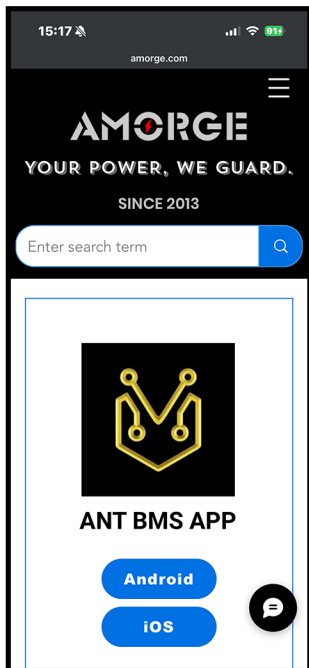 15:17
91
amorge.com
AMORGE
YOUR POWER, WE GUARD.
SINCE 2013
Enter search term
ANT BMS APP
Android
iOS